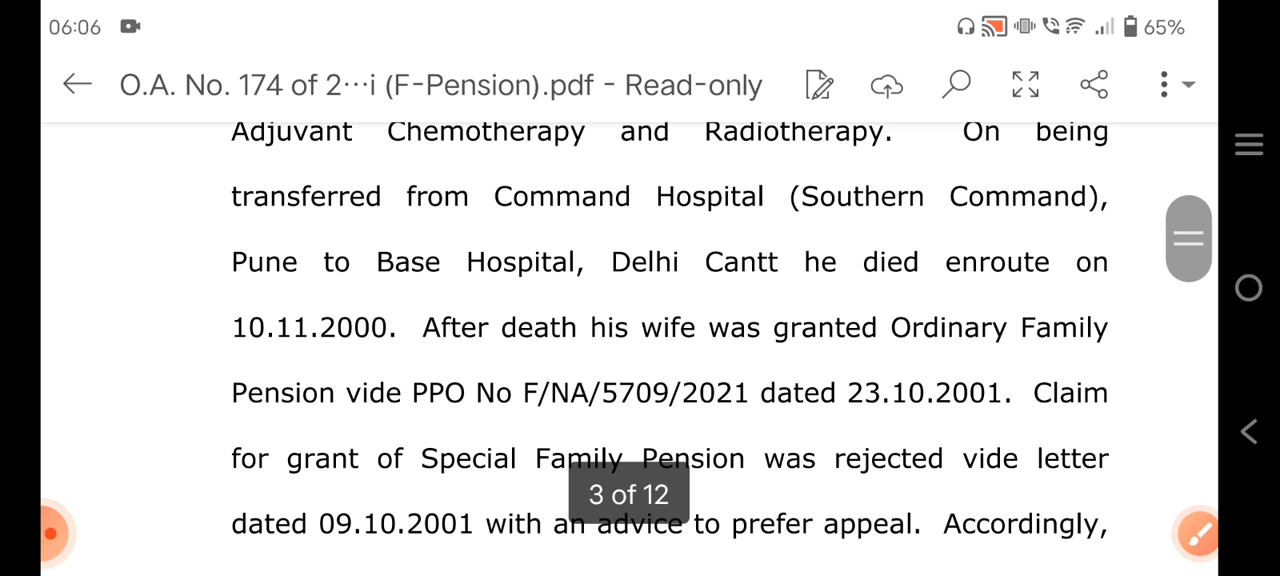 06:06
65%
O.A. No. 174 of 2···i (F-Pension).pdf - Read-only
Adjuvant Chemotherapy and Radiotherapy. On being
transferred from Command Hospital (Southern Command),
Pune to Base Hospital, Delhi Cantt he died enroute on
10.11.2000. After death his wife was granted Ordinary Family
Pension vide PPO No F/NA/5709/2021 dated 23.10.2001. Claim
for grant of Special Family Pension was rejected vide letter
3 of 12
dated 09.10.2001 with an advice to prefer appeal. Accordingly,